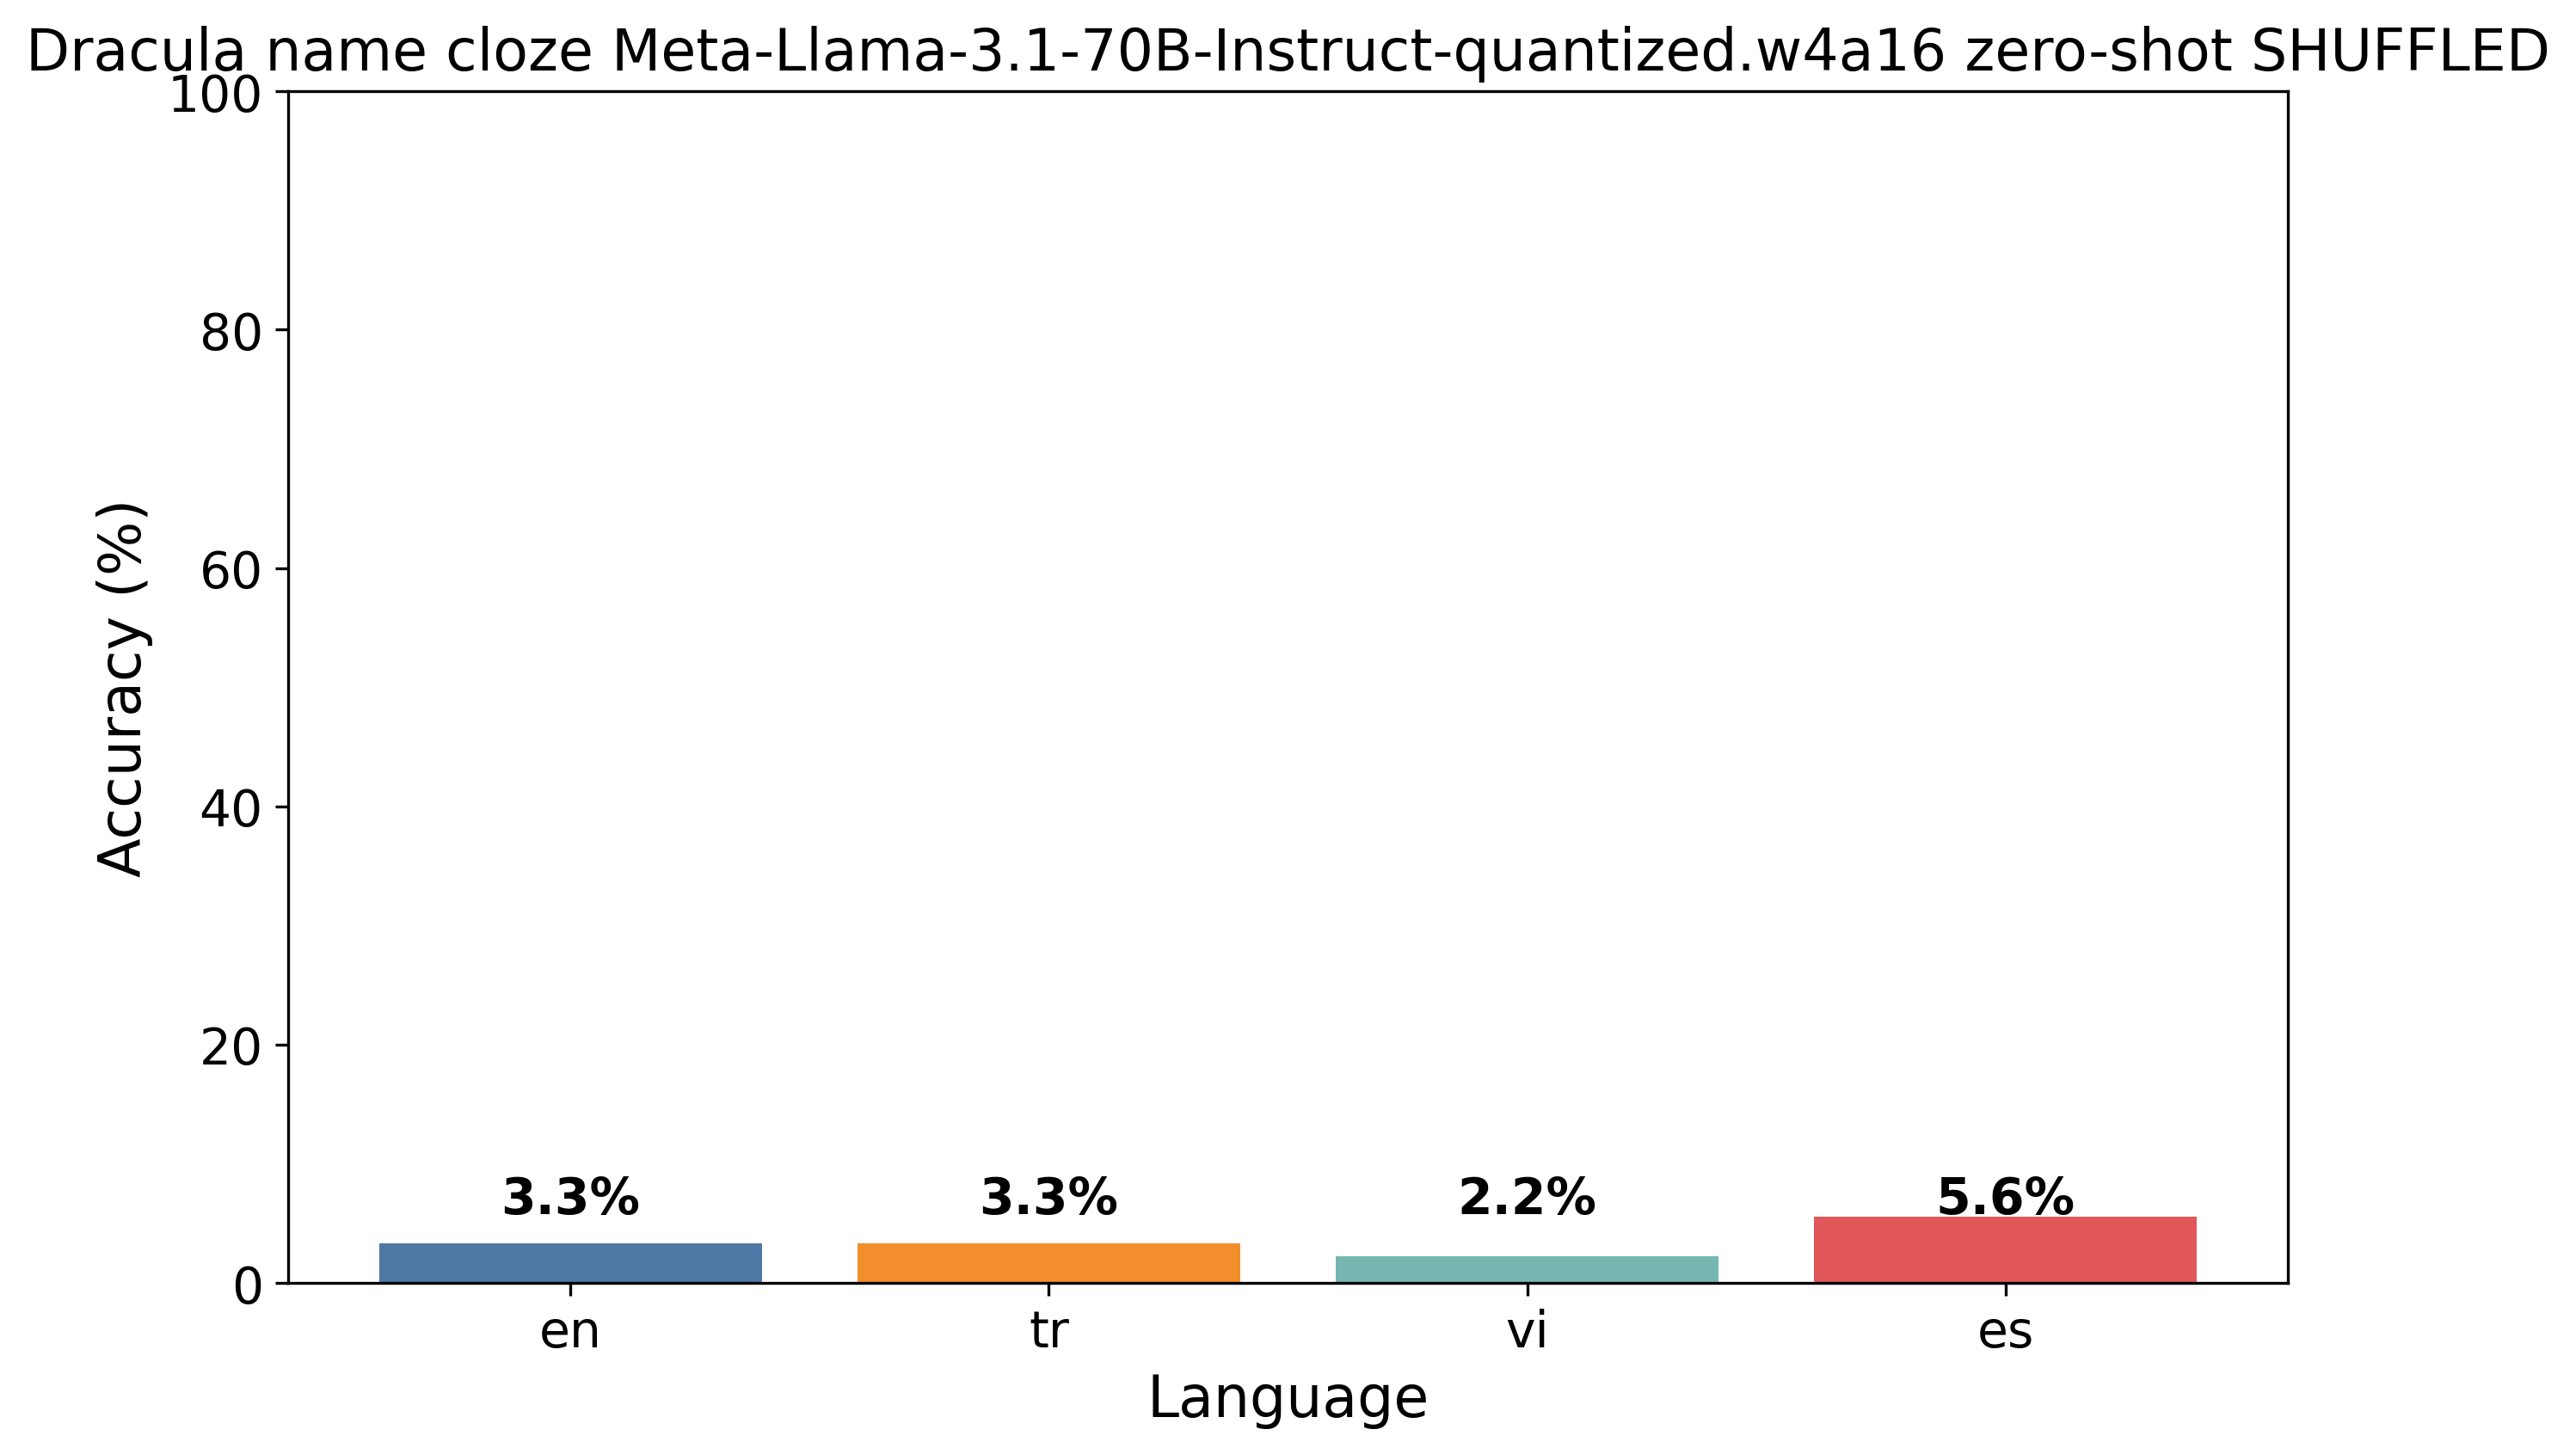 Dracula name cloze Meta-Llama-3.1-70B-Instruct-quantized.w4a16 zero-shot SHUFFLED
100
80
60
40
20
0
Accuracy (%)
3.3%
3.3%
2.2%
5.6%
en
tr
vi
es
Language